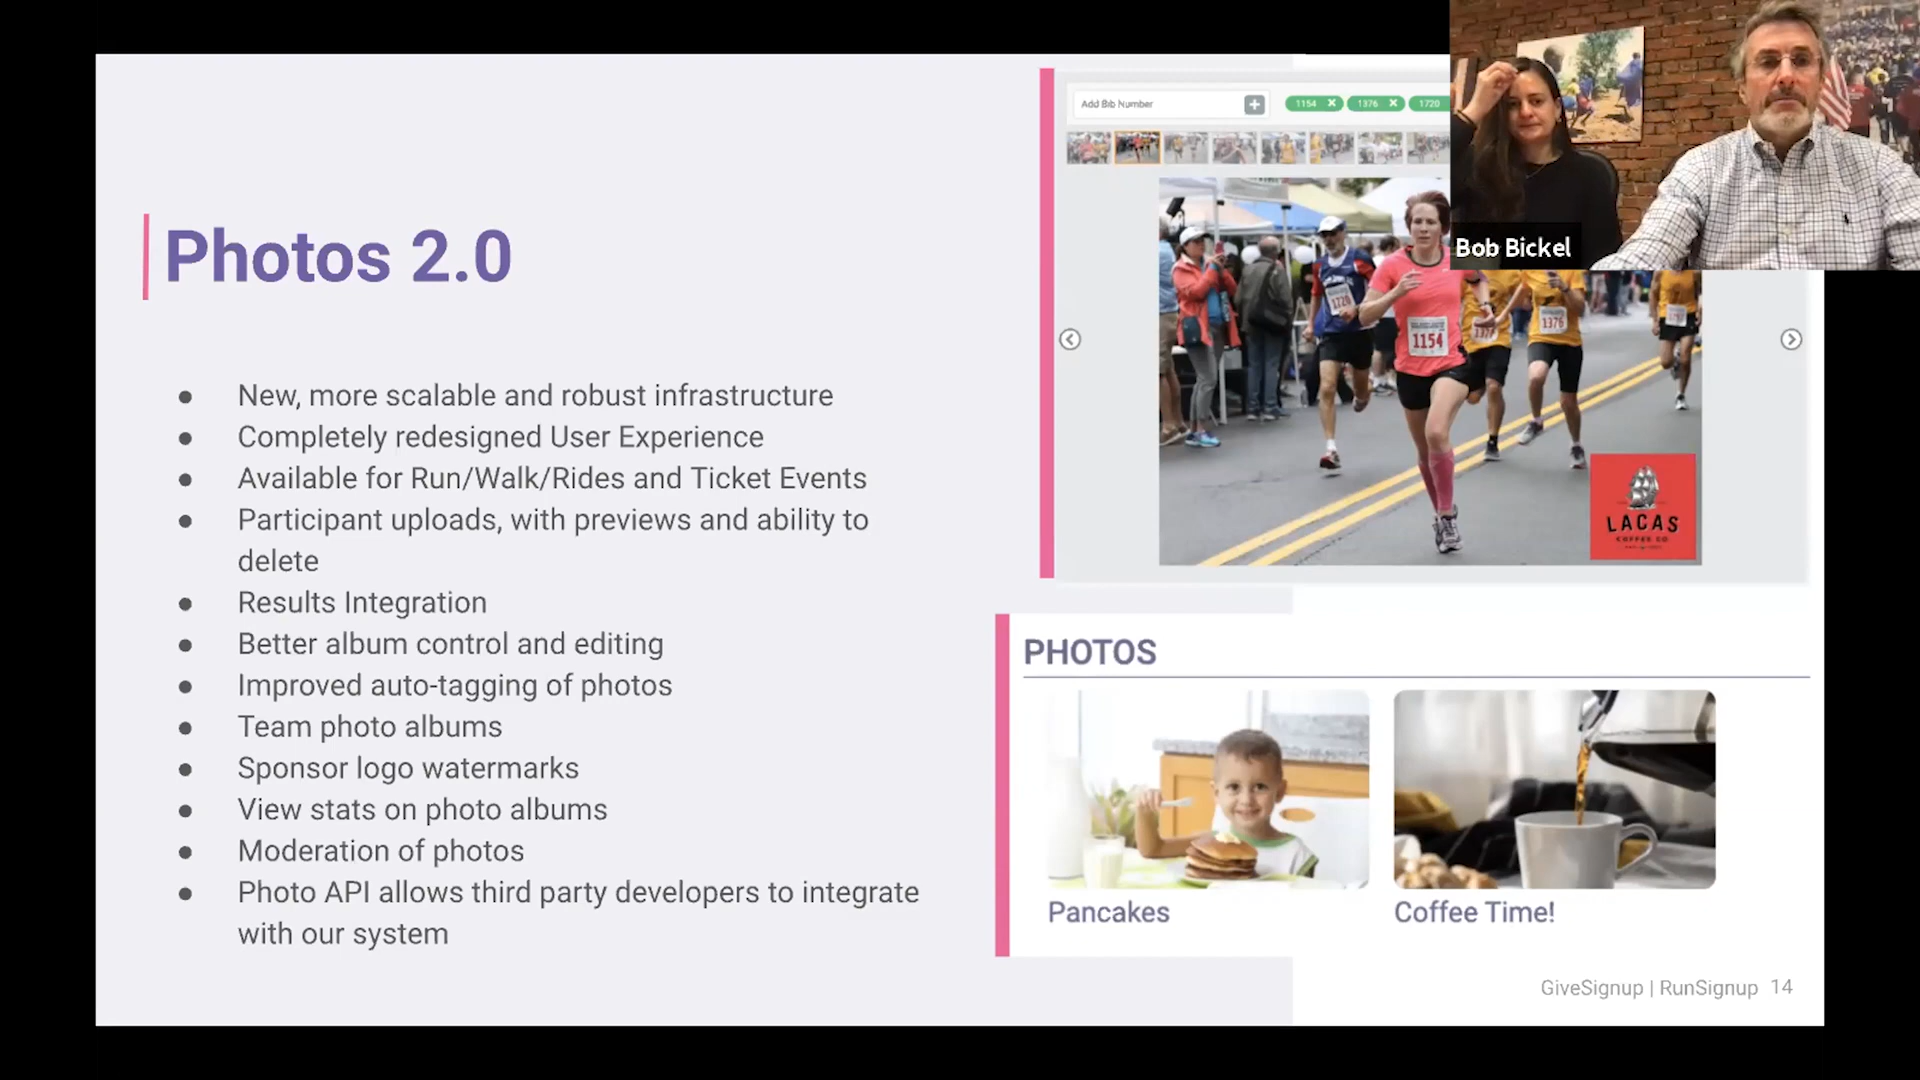 Photos 2.0
New, more scalable and robust infrastructure
Completely redesigned User Experience
Available for Run/Walk/Rides and Ticket Events
Participant uploads, with previews and ability to
delete
Results Integration
Better album control and editing
Improved auto-tagging of photos
Team photo albums
Sponsor logo watermarks
View stats on photo albums
Moderation of photos
Photo API allows third party developers to integrate
with our system
Add Bib Number
1154
1376
1720
1720
1154
1376
LACAS
COFFEE CO
PHOTOS
Pancakes
Coffee Time!
Bob Bickel
GiveSignup | RunSignup 14